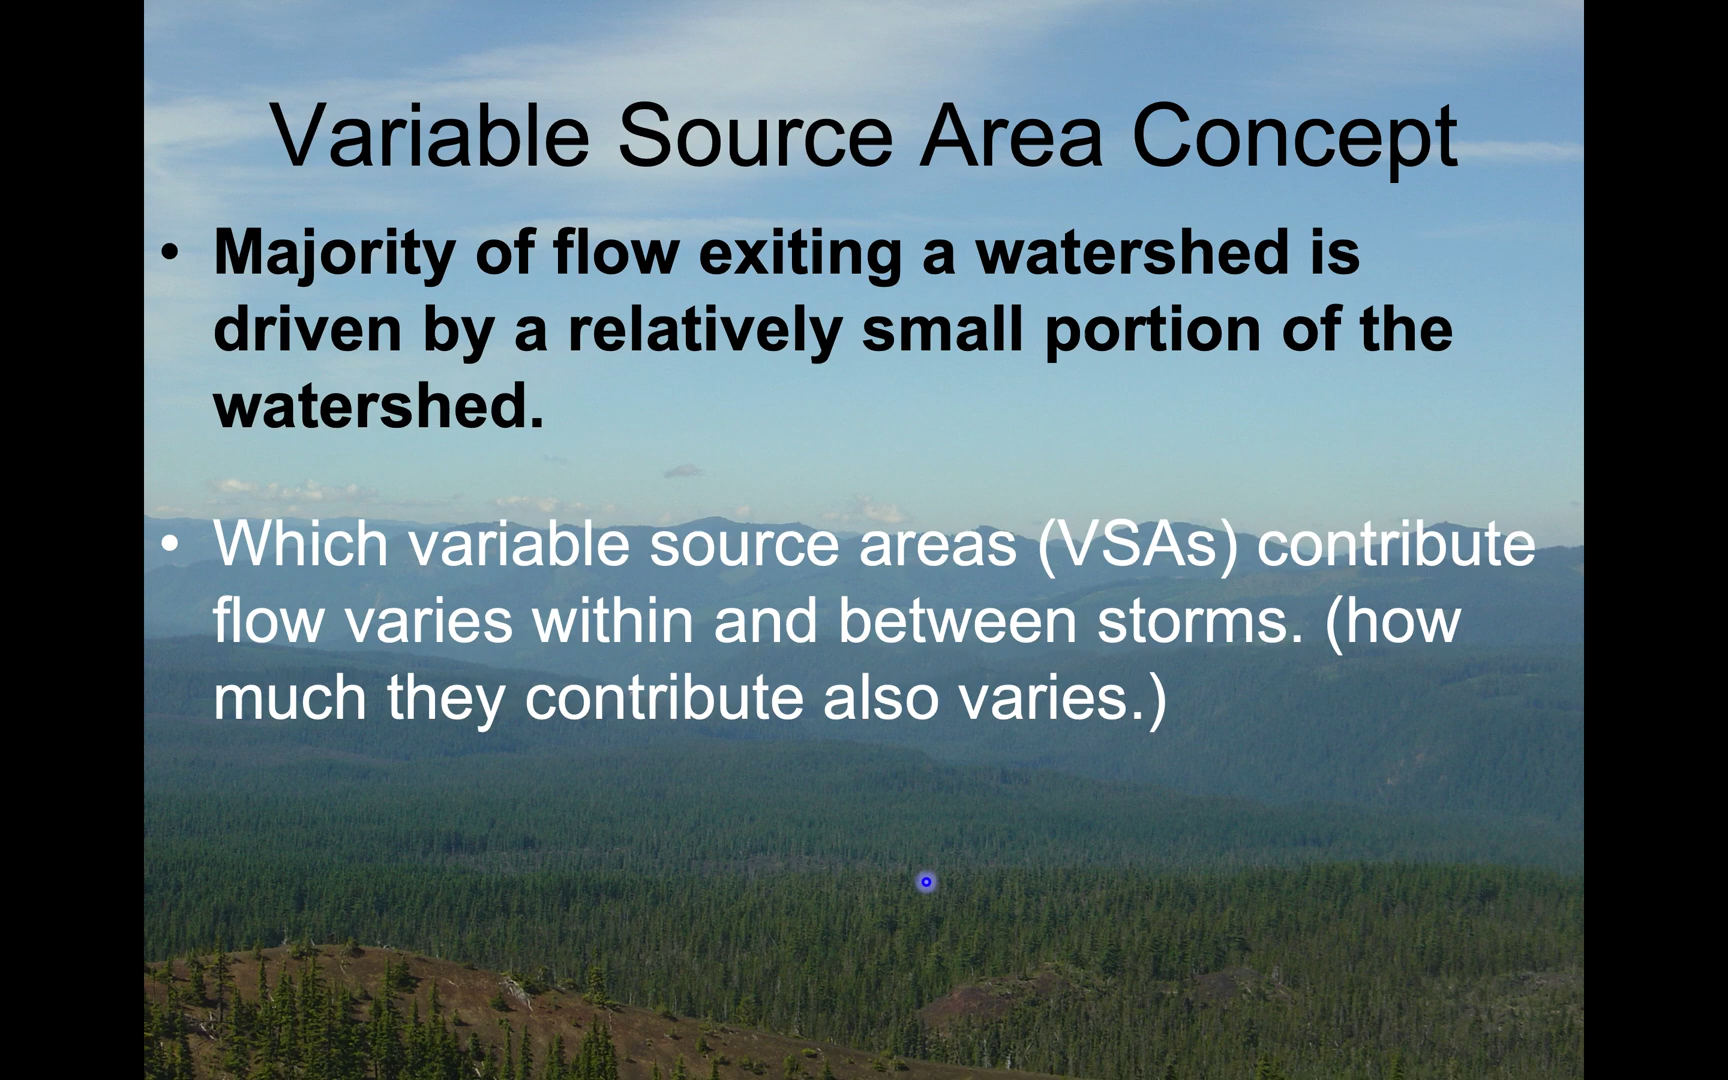 Variable Source Area Concept
• Majority of flow exiting a watershed is
driven by a relatively small portion of the
watershed.
• Which variable source areas (VSAs) contribute
flow varies within and between storms. (how
much they contribute also varies.)